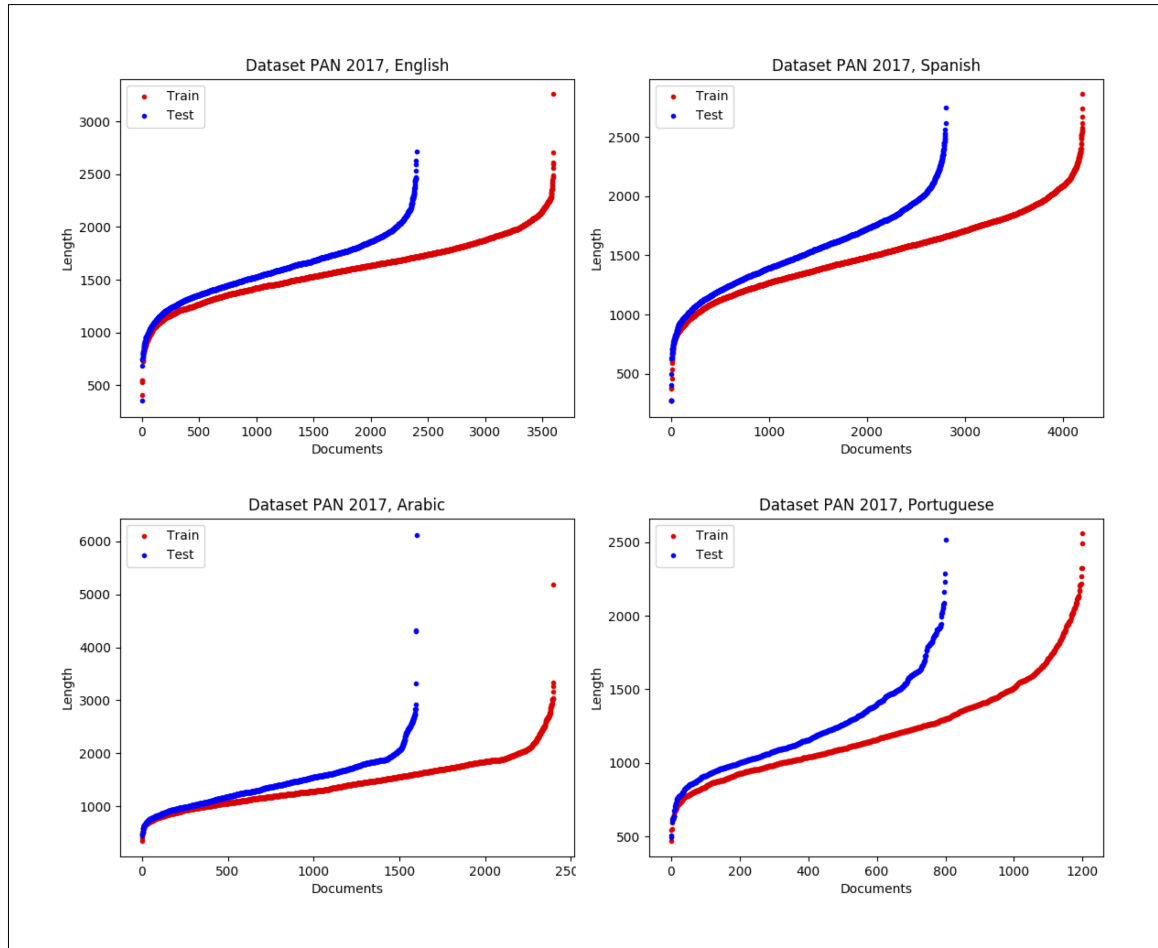 Dataset PAN 2017, English
Train
Test
3000
2500
2000
1500
1000
500
Length
0 500 1000 1500 2000 2500 3000 3500
Documents
Dataset PAN 2017, Spanish
Train
Test
2500
2000
1500
1000
500
Length
0 1000 2000 3000 4000
Documents
Dataset PAN 2017, Arabic
Train
Test
6000
5000
4000
3000
2000
1000
Length
0 500 1000 1500 2000 250
Documents
Dataset PAN 2017, Portuguese
Train
Test
2500
2000
1500
1000
500
Length
0 200 400 600 800 1000 1200
Documents